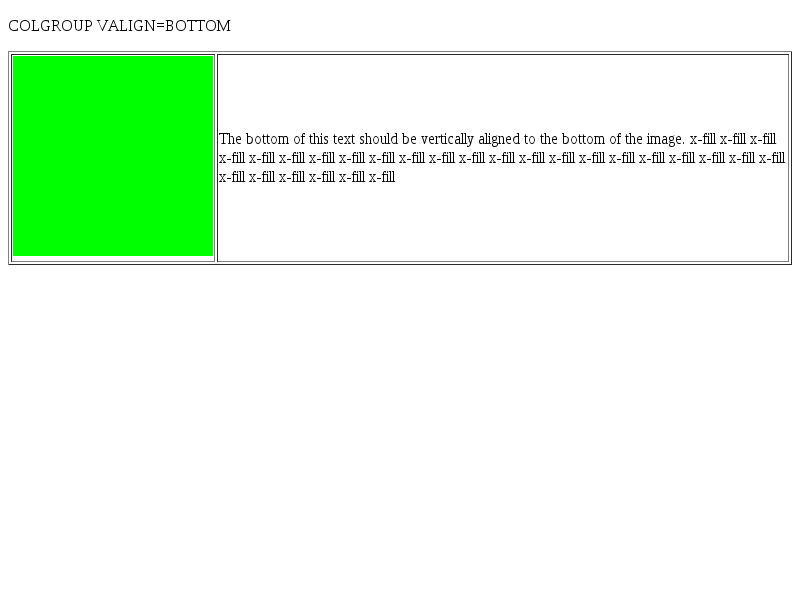 COLGROUP VALIGN=BOTTOM
The bottom of this text should be vertically aligned to the bottom of the image. x-fill x-fill x-fill
x-fill x-fill x-fill x-fill x-fill x-fill x-fill x-fill x-fill x-fill x-fill x-fill x-fill x-fill x-fill x-fill x-fill x-fill x-fill
x-fill x-fill x-fill x-fill x-fill x-fill